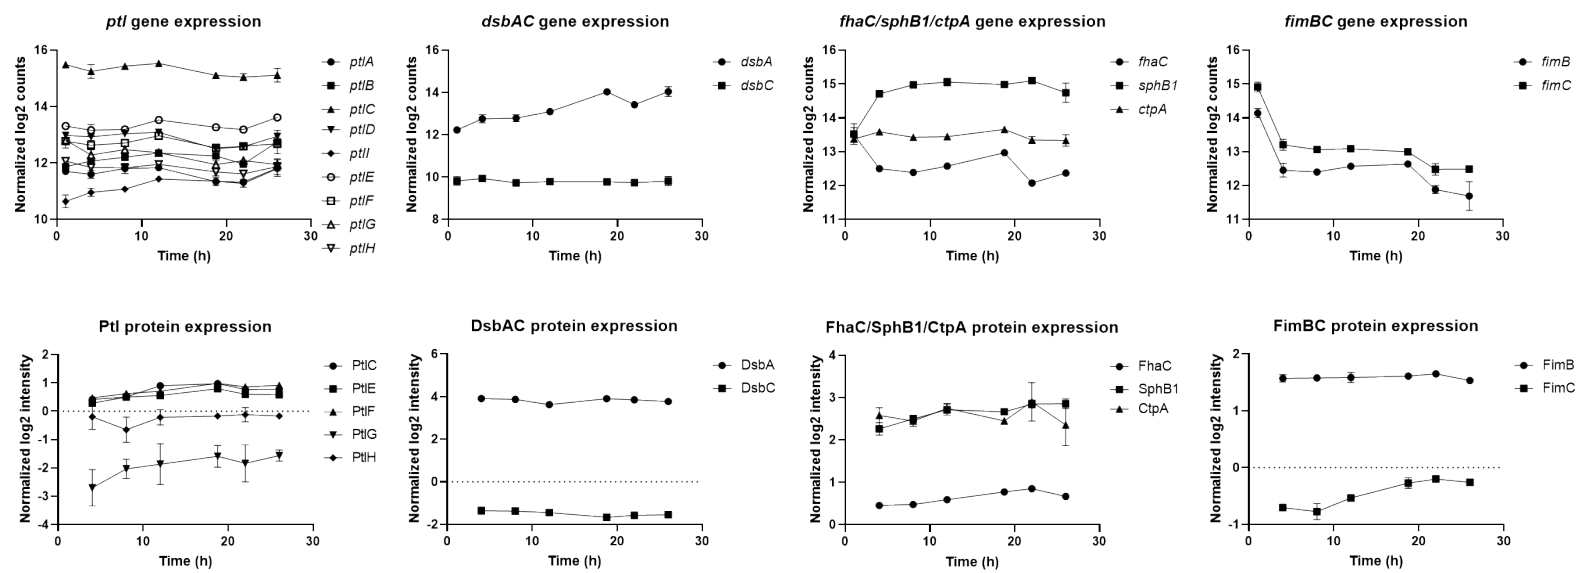 ptl gene expression
Normalized log2 counts
16
14
12
10
0
10
20
30
Time (h)
ptlA
ptlB
ptlC
ptlD
ptlI
ptlE
ptlF
ptlG
ptlH
dsbAC gene expression
Normalized log2 counts
16
14
12
10
8
0
10
20
30
Time (h)
dsbA
dsbC
fhaC/sphB1/ctpA gene expression
Normalized log2 counts
16
15
14
13
12
11
0
10
20
30
Time (h)
fhaC
sphB1
ctpA
fimBC gene expression
Normalized log2 counts
16
15
14
13
12
11
0
10
20
30
Time (h)
fimB
fimC
Ptl protein expression
Normalized log2 intensity
2
1
0
-1
-2
-3
-4
0
10
20
30
Time (h)
PtlC
PtlE
PtlF
PtlG
PtlH
DsbAC protein expression
Normalized log2 intensity
6
4
2
0
-2
0
10
20
30
Time (h)
DsbA
DsbC
FhaC/SphB1/CtpA protein expression
Normalized log2 intensity
4
3
2
1
0
0
10
20
30
Time (h)
FhaC
SphB1
CtpA
FimBC protein expression
Normalized log2 intensity
2
1
0
-1
0
10
20
30
Time (h)
FimB
FimC